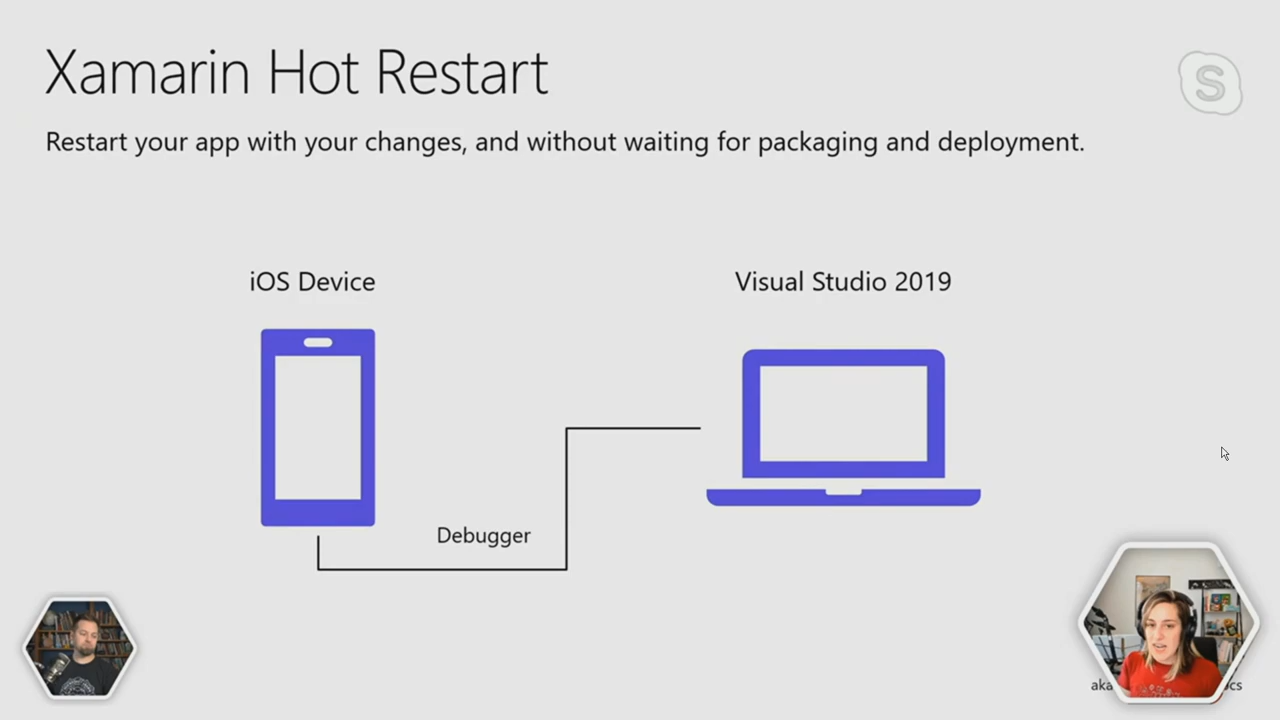 Xamarin Hot Restart
S
Restart your app with your changes, and without waiting for packaging and deployment.
iOS Device
Visual Studio 2019
Debugger